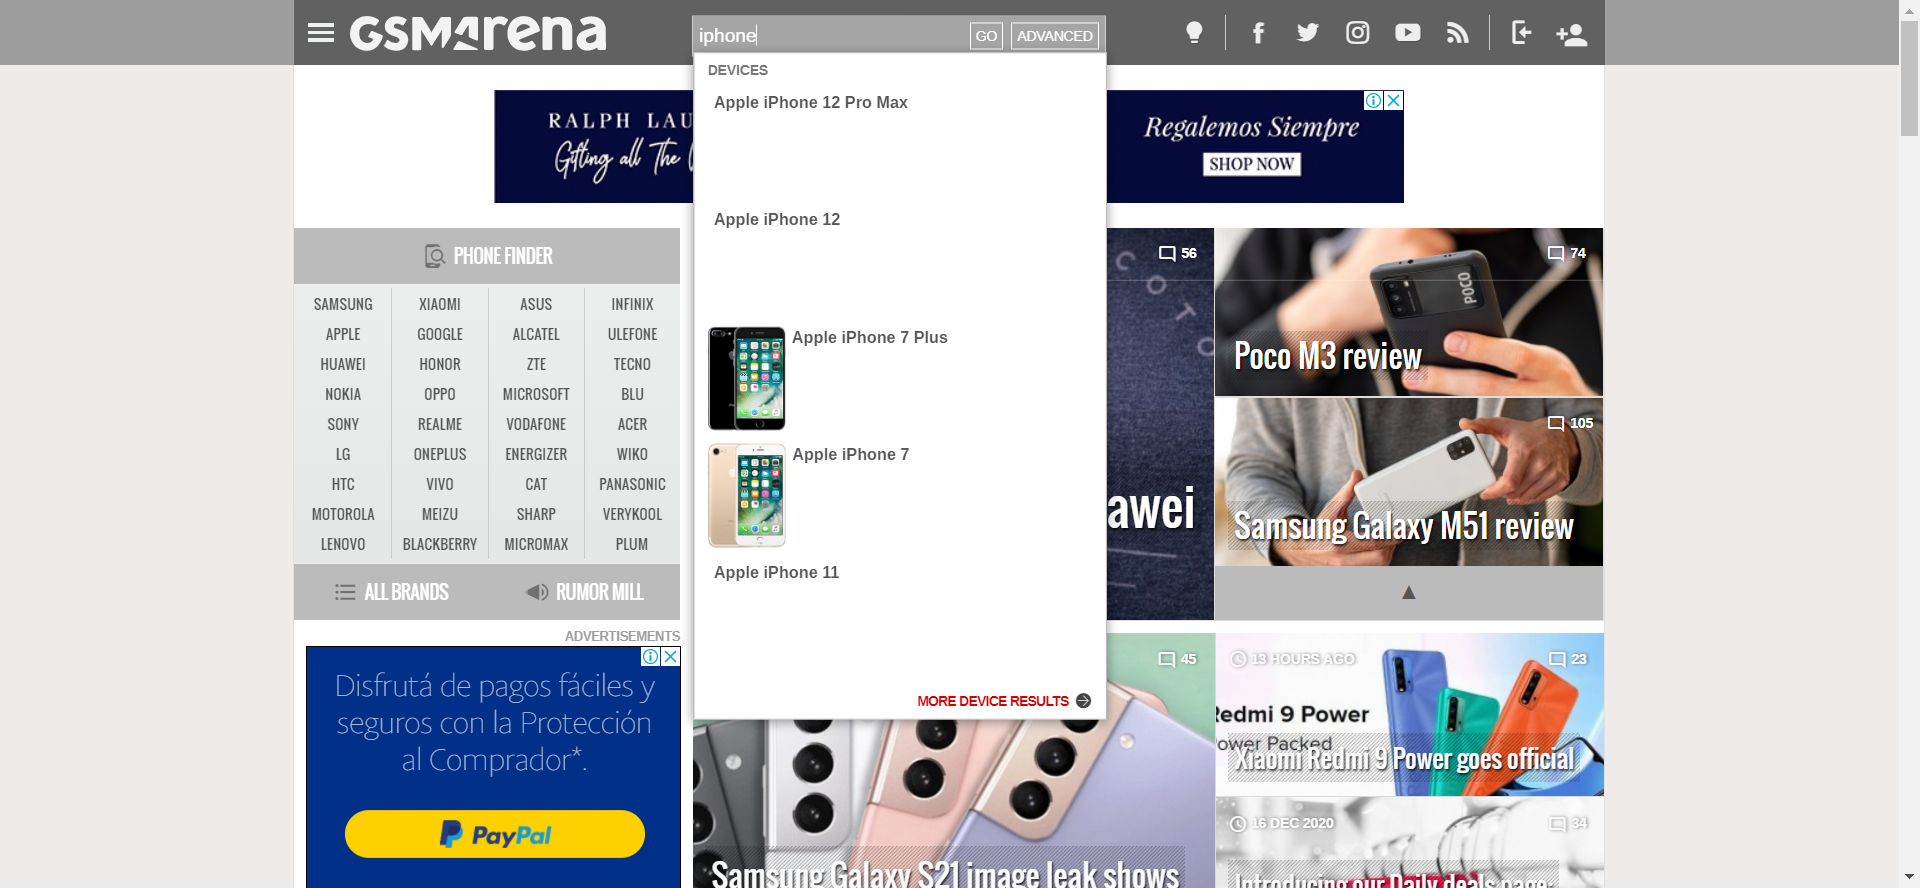 GSMArena
iphone
GO
ADVANCED
DEVICES
Apple iPhone 12 Pro Max
Apple iPhone 12
Apple iPhone 7 Plus
Apple iPhone 7
Apple iPhone 11
MORE DEVICE RESULTS
RALPH LAU
Gifting all The
Regalemos Siempre
SHOP NOW
PHONE FINDER
SAMSUNG XIAOMI ASUS INFINIX
APPLE GOOGLE ALCATEL ULEFONE
HUAWEI HONOR ZTE TECNO
NOKIA OPPO MICROSOFT BLU
SONY REALME VODAFONE ACER
LG ONEPLUS ENERGIZER WIKO
HTC VIVO CAT PANASONIC
MOTOROLA MEIZU SHARP VERYKOOL
LENOVO BLACKBERRY MICROMAX PLUM
ALL BRANDS RUMOR MILL
ADVERTISEMENTS
Disfrutá de pagos fáciles y
seguros con la Protección
al Comprador*.
PayPal
56
awei
74
POCO
Poco M3 review
105
Samsung Galaxy M51 review
45
Samsung Galaxy S21 image leak shows
13 HOURS AGO
23
Redmi 9 Power
ower Packed
Xiaomi Redmi 9 Power goes official
16 DEC 2020
34
Introducing our Daily deals page: